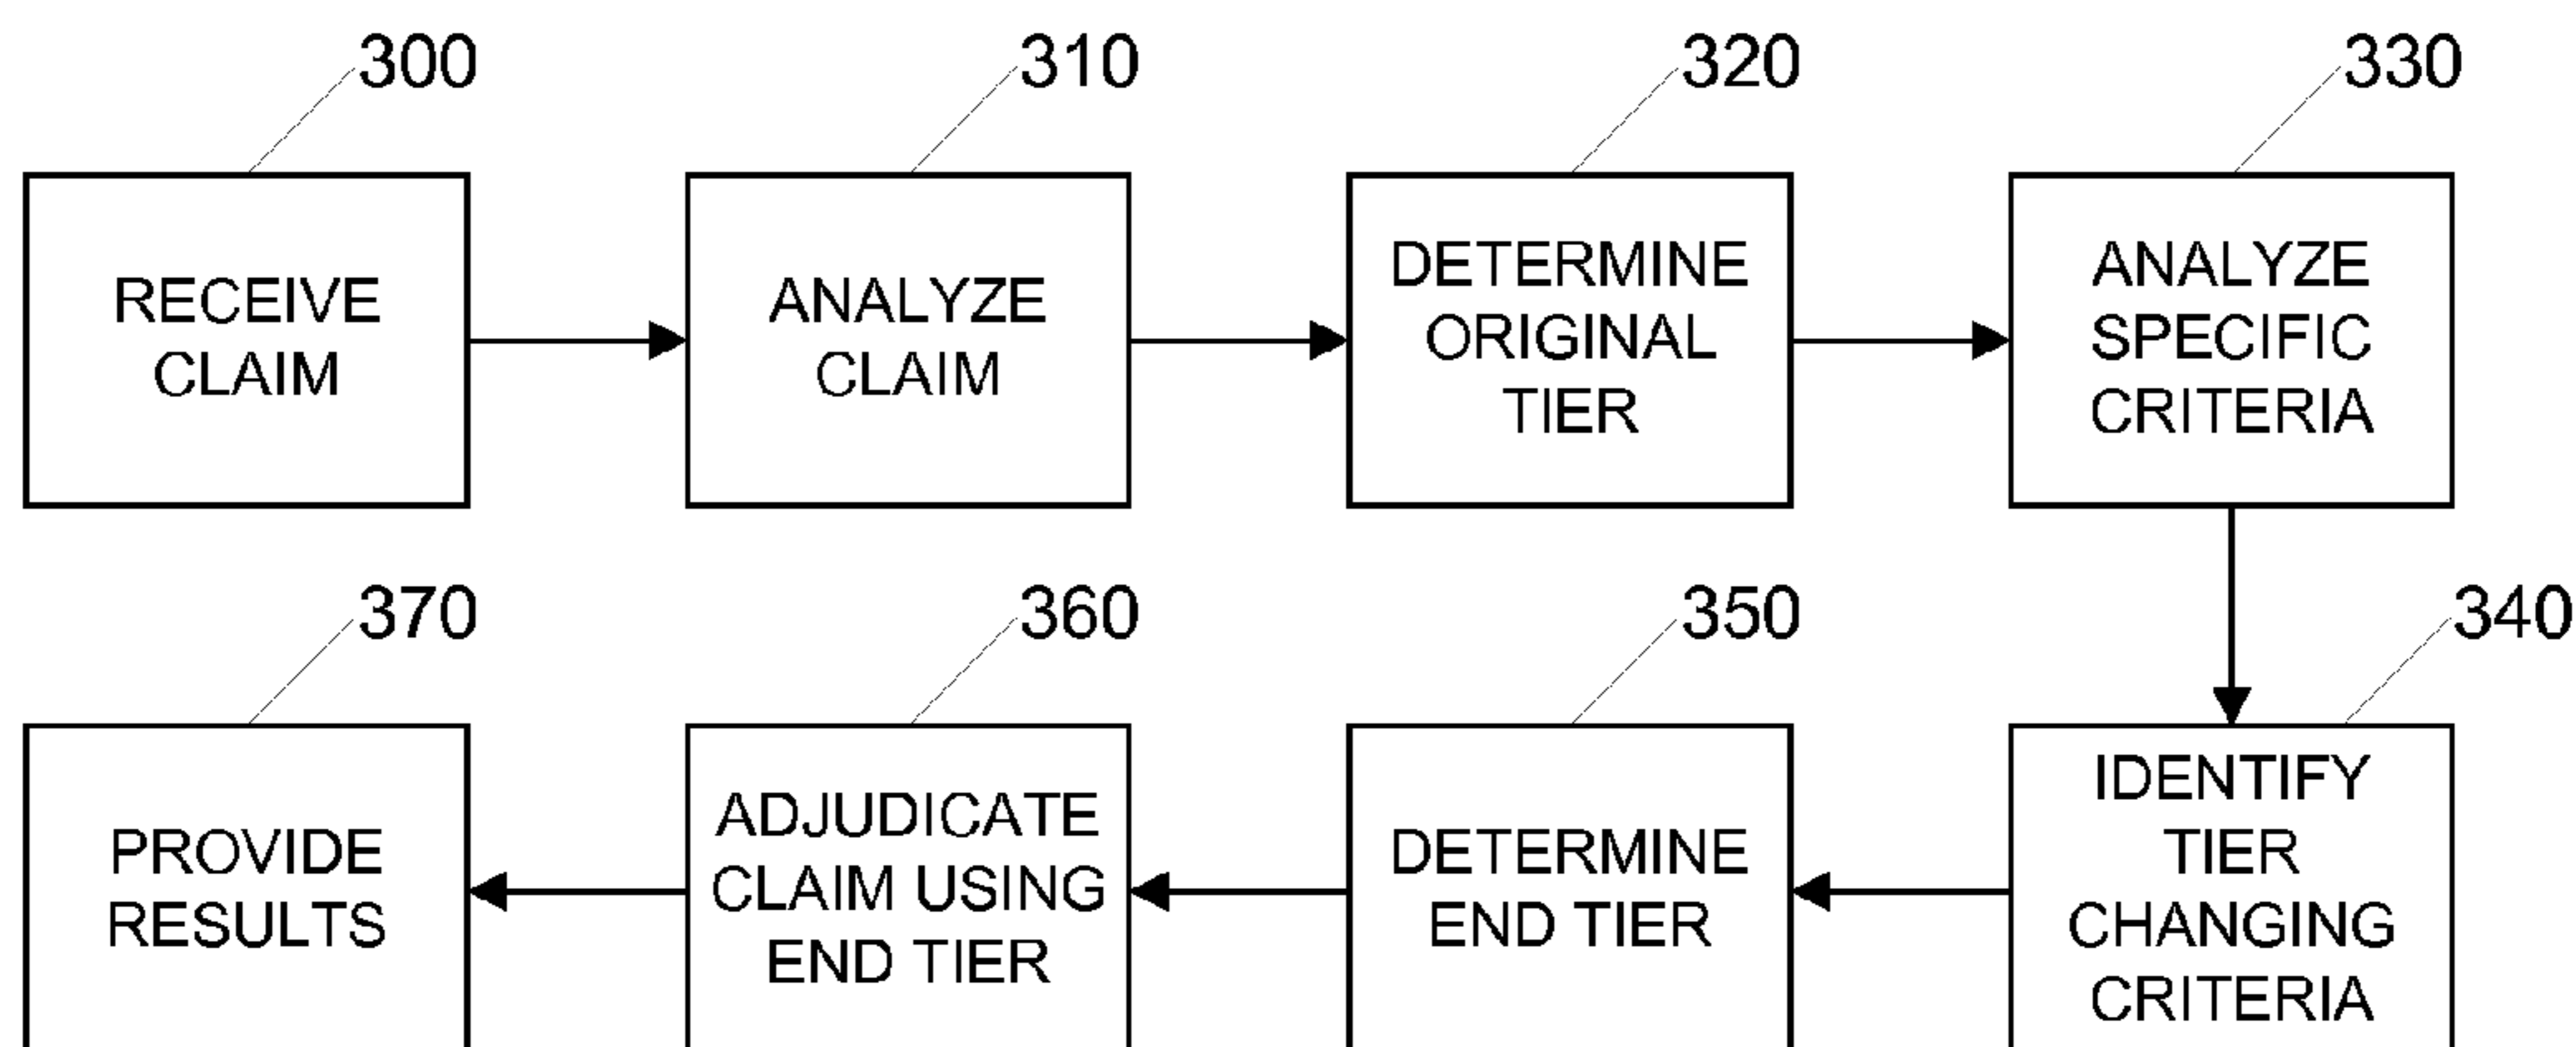 300
RECEIVE
CLAIM
310
ANALYZE
CLAIM
320
DETERMINE
ORIGINAL
TIER
330
ANALYZE
SPECIFIC
CRITERIA
340
IDENTIFY
TIER
CHANGING
CRITERIA
350
DETERMINE
END TIER
360
ADJUDICATE
CLAIM USING
END TIER
370
PROVIDE
RESULTS